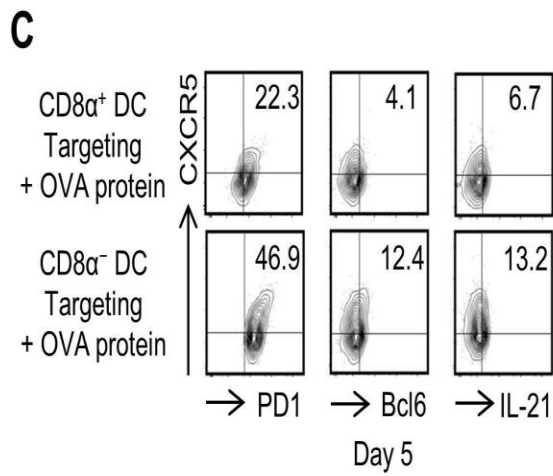 C
CD8α⁺ DC
Targeting
+ OVA protein
CXCR5
22.3
4.1
6.7
CD8α⁻ DC
Targeting
+ OVA protein
46.9
12.4
13.2
PD1
Bcl6
IL-21
Day 5